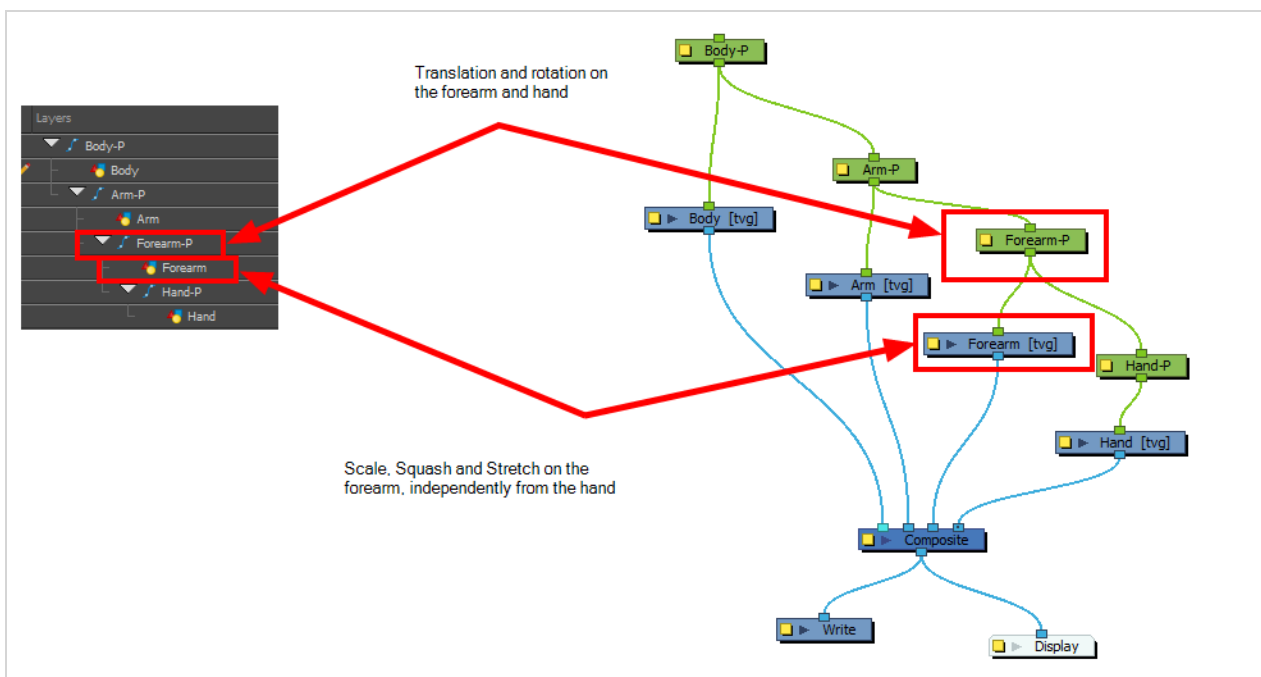 Layers
Body-P
Body
Arm-P
Arm
Forearm-P
Forearm
Hand-P
Hand
Translation and rotation on
the forearm and hand
Scale, Squash and Stretch on the
forearm, independently from the hand
Body-P
Arm-P
Body [tvg]
Forearm-P
Arm [tvg]
Forearm [tvg]
Hand-P
Hand [tvg]
Composite
Write
Display